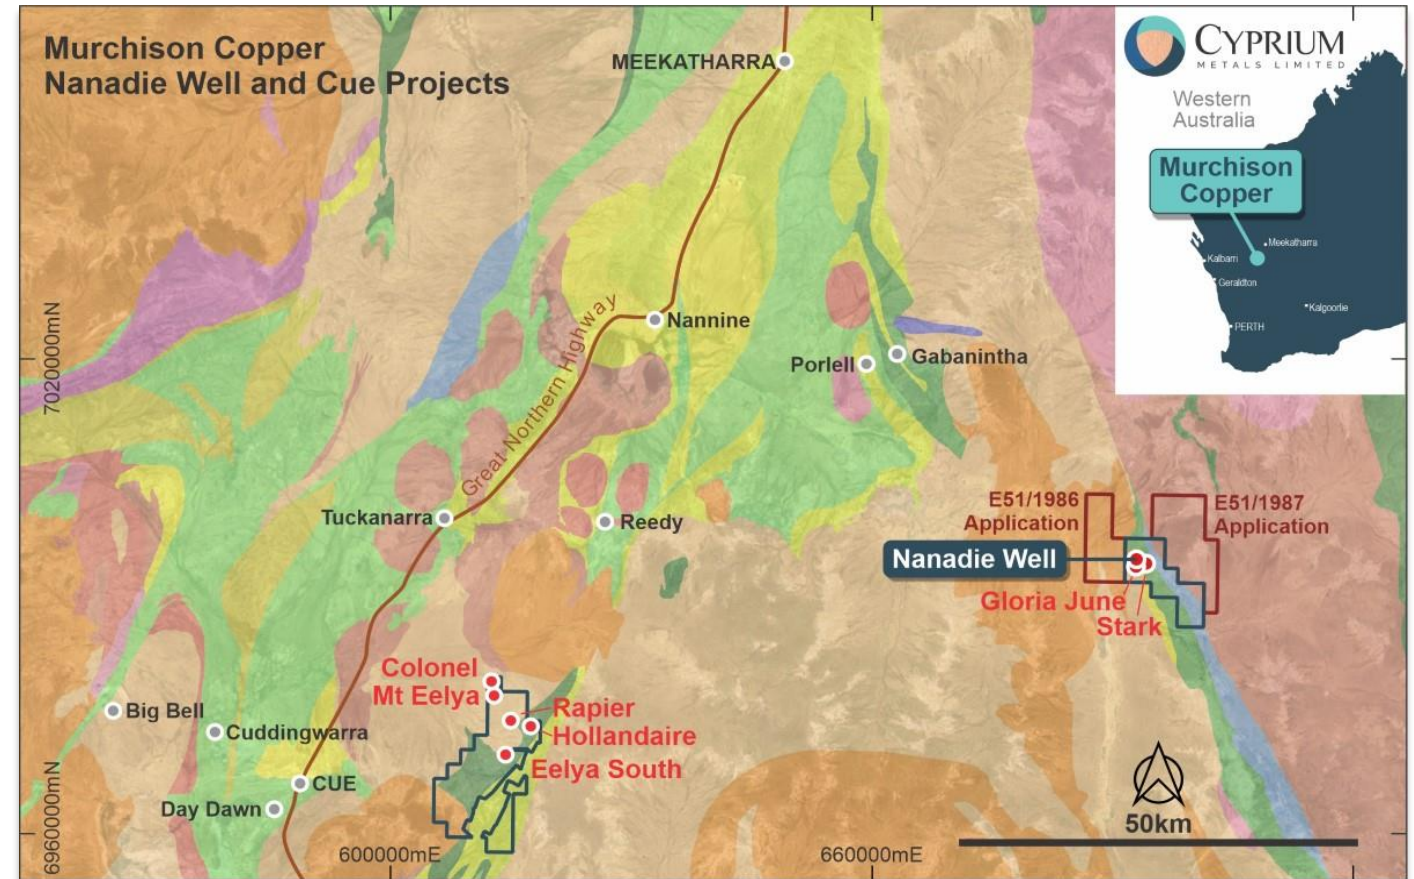 Murchison Copper
Nanadie Well and Cue Projects
MEEKATHARRA
CYPRIUM
METALS LIMITED
Western
Australia
Murchison
Copper
Meekatharra
Kalbarri
Geraldton
Kalgoorlie
PERTH
7020000mN
Great Northern Highway
Nannine
Porlell
Gabanintha
Tuckanarra
Reedy
E51/1986
Application
E51/1987
Application
Nanadie Well
Gloria June
Stark
Colonel
Mt Eelya
Rapier
Hollandaire
Eelya South
Big Bell
Cuddingwarra
CUE
Day Dawn
6960000mN
600000mE
660000mE
50km